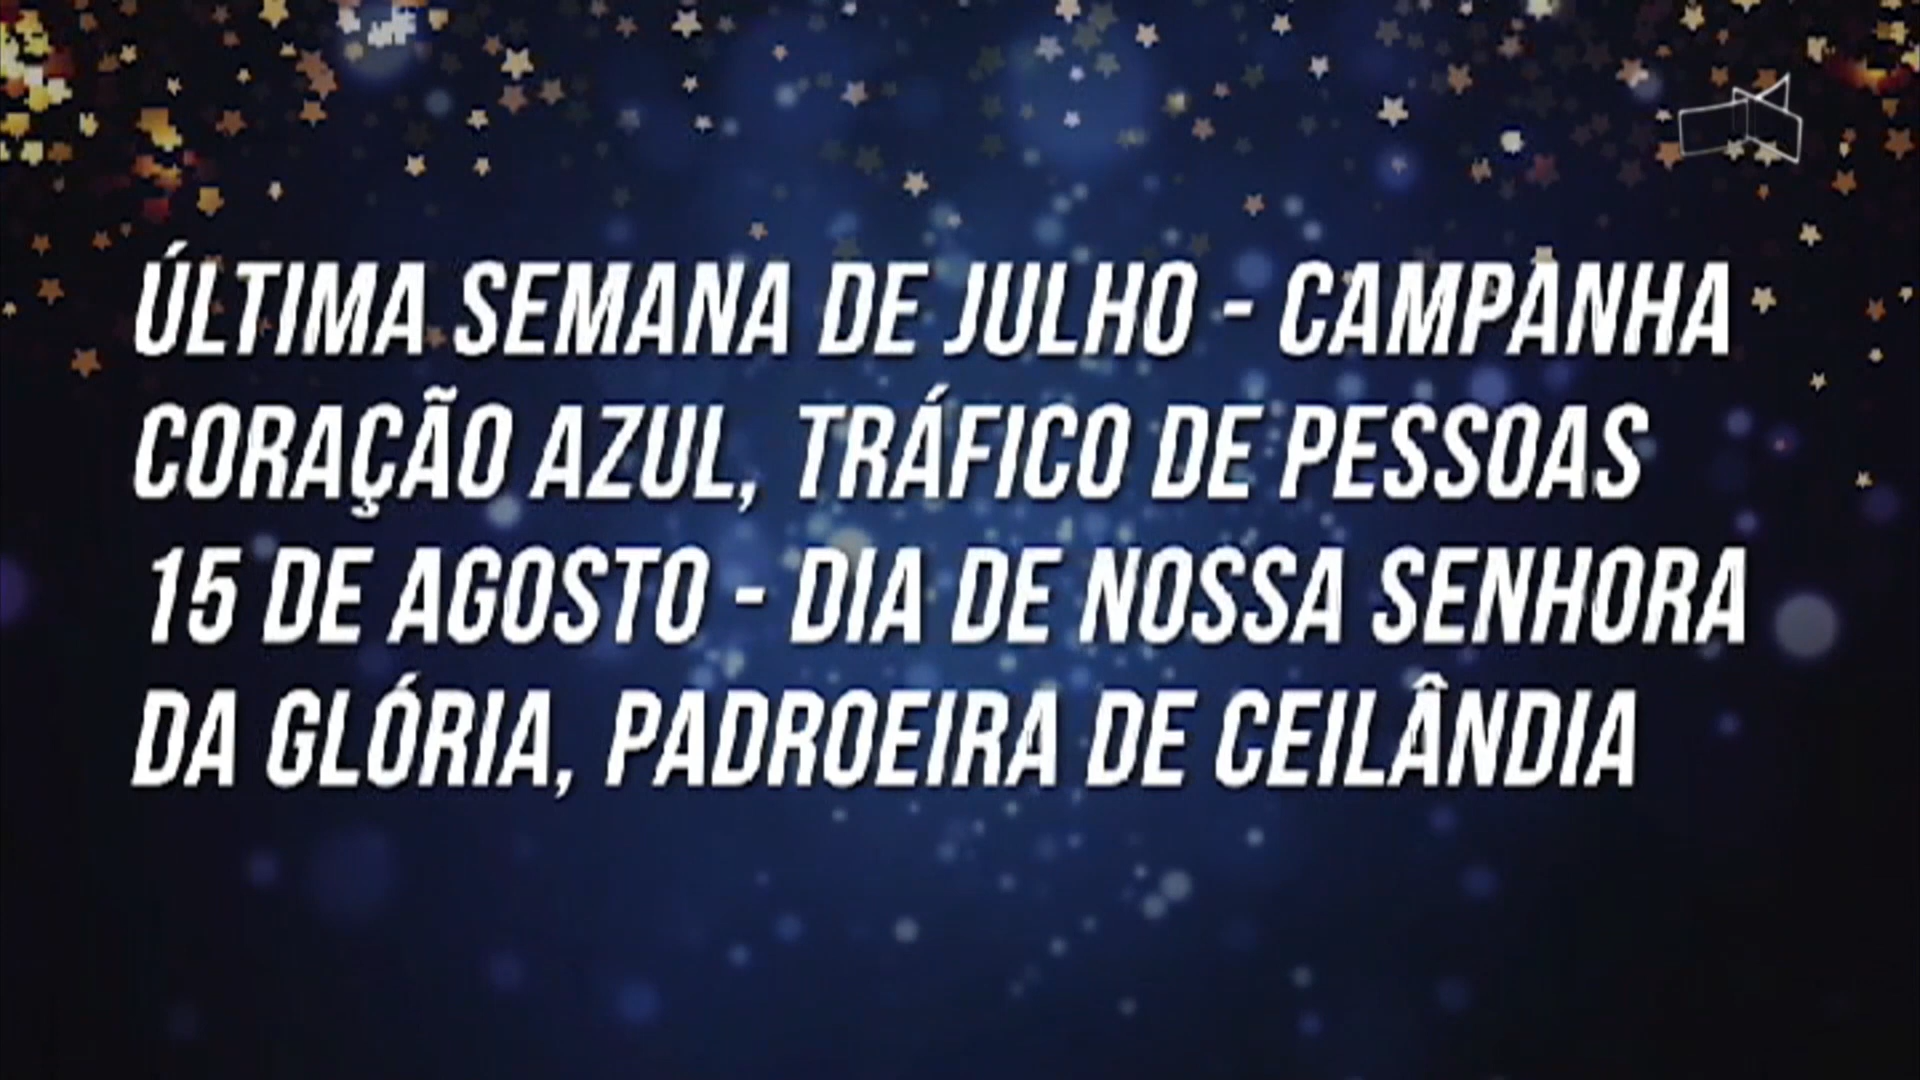 ÚLTIMA SEMANA DE JULHO - CAMPANHA
CORAÇÃO AZUL, TRÁFICO DE PESSOAS
15 DE AGOSTO - DIA DE NOSSA SENHORA
DA GLÓRIA, PADROEIRA DE CEILÂNDIA